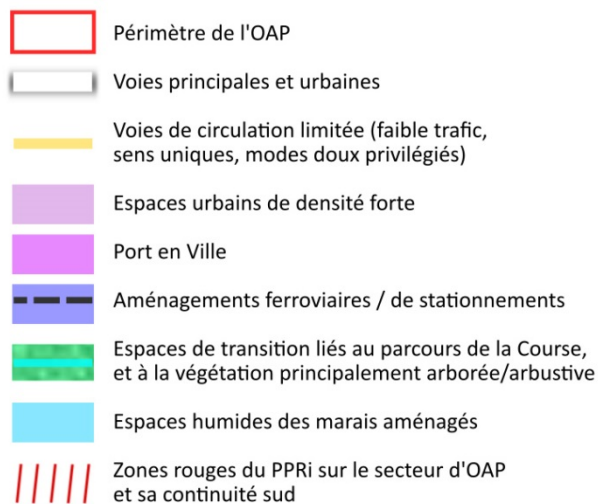 Périmètre de l'OAP
Voies principales et urbaines
Voies de circulation limitée (faible trafic,
sens uniques, modes doux privilégiés)
Espaces urbains de densité forte
Port en Ville
Aménagements ferroviaires / de stationnements
Espaces de transition liés au parcours de la Course,
et à la végétation principalement arborée/arbustive
Espaces humides des marais aménagés
Zones rouges du PPRi sur le secteur d'OAP
et sa continuité sud